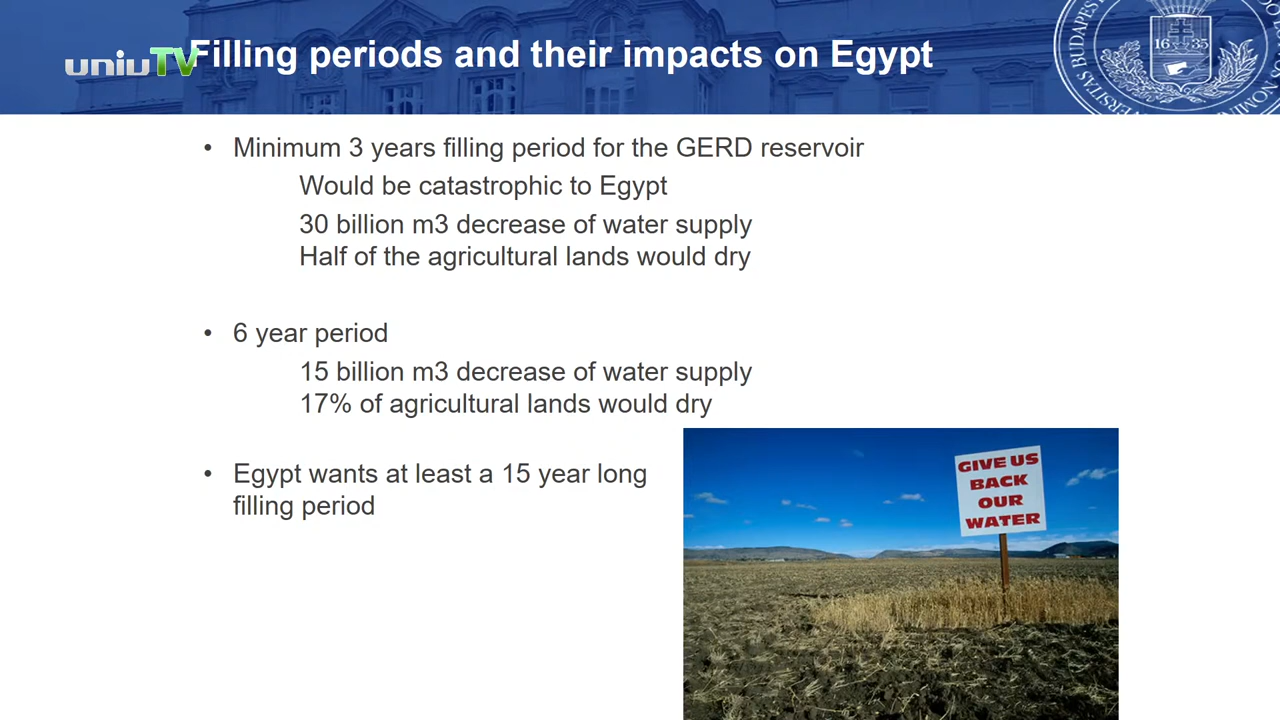 uniuTV
Filling periods and their impacts on Egypt
16 35
• Minimum 3 years filling period for the GERD reservoir
Would be catastrophic to Egypt
30 billion m3 decrease of water supply
Half of the agricultural lands would dry
• 6 year period
15 billion m3 decrease of water supply
17% of agricultural lands would dry
• Egypt wants at least a 15 year long
filling period
GIVE US
BACK
OUR
WATER